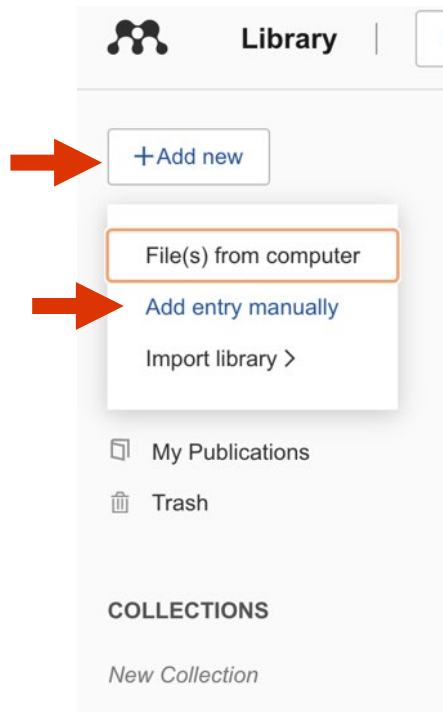 Library
+Add new
File(s) from computer
Add entry manually
Import library >
My Publications
Trash
COLLECTIONS
New Collection